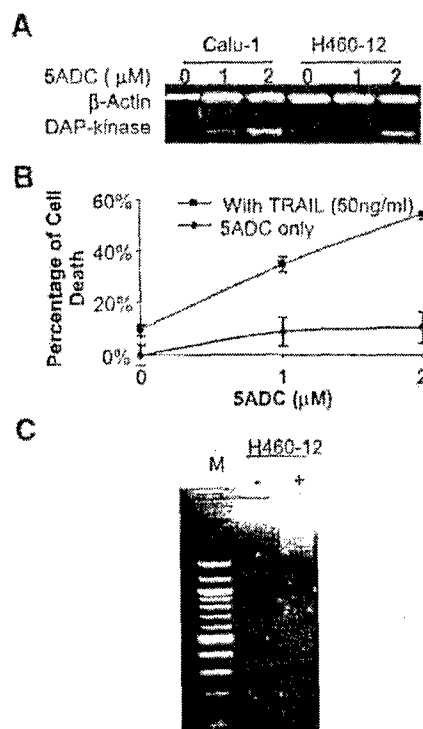 A
Calu-1 H460-12
5ADC (μM) 0 1 2 0 1 2
β-Actin
DAP-kinase
B
Percentage of Cell Death
60%
40%
20%
0%
With TRAIL (50ng/ml)
5ADC only
0 1 2
5ADC (μM)
C
H460-12
M - +